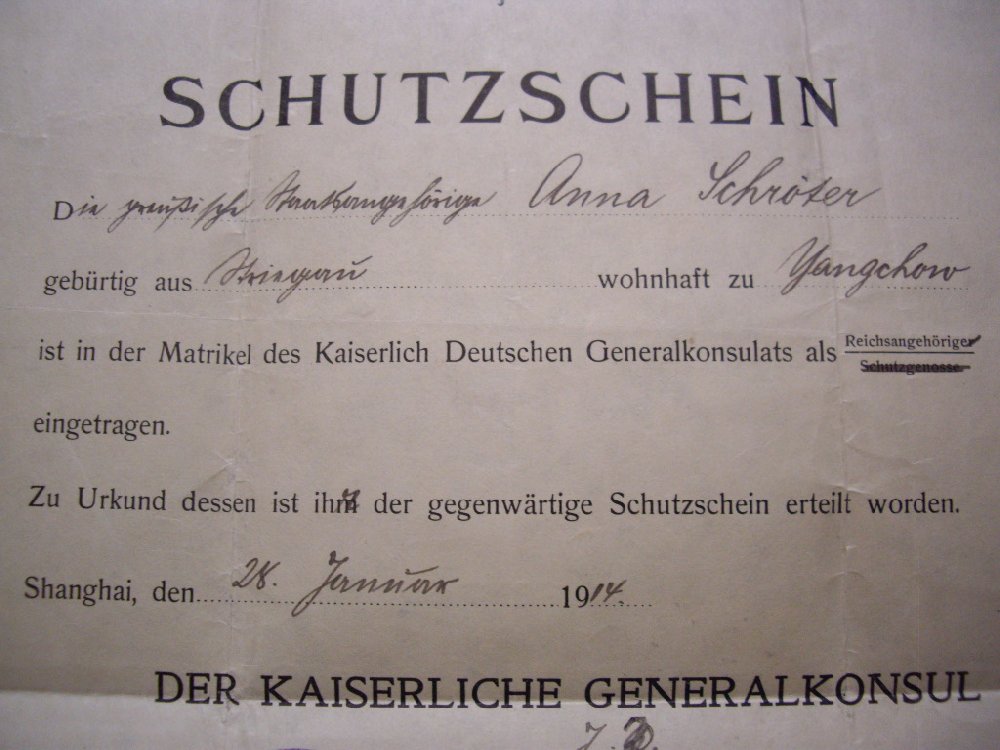 SCHUTZSCHEIN
Die preußische Staatsangehörige Anna Schröter
gebürtig aus Striegau wohnhaft zu Yangchow
ist in der Matrikel des Kaiserlich Deutschen Generalkonsulats als Reichsangehörige
Schutzgenosse
eingetragen.
Zu Urkund dessen ist ihr der gegenwärtige Schutzschein erteilt worden.
Shanghai, den 28. Januar 1914.
DER KAISERLICHE GENERALKONSUL
J.V.